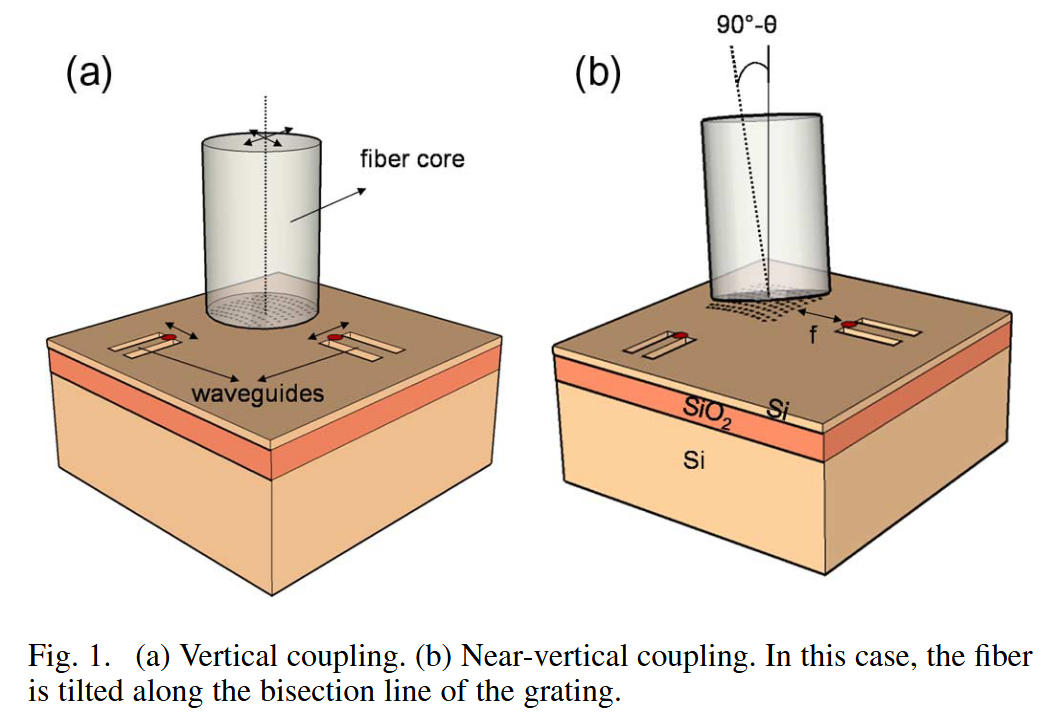 (a)
(b)
90°-θ
fiber core
f
waveguides
SiO₂
Si
Si
Fig. 1. (a) Vertical coupling. (b) Near-vertical coupling. In this case, the fiber
is tilted along the bisection line of the grating.